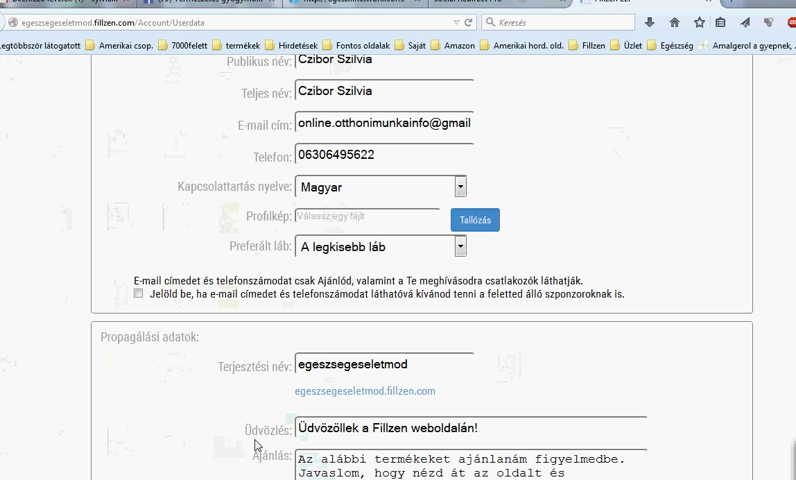 egeszsegeseletmod.fillzen.com/Account/Userdata
Keresés
Legtöbbször látogatott Amerikai csop. 7000felett termékek Hirdetések Fontos oldalak Saját Amazon Amerikai hord. old. Fillzen Üzlet Egészség Amalgerol a gyepnek,
Publikus név: Czibor Szilvia
Teljes név: Czibor Szilvia
E-mail cím: online.otthonimunkainfo@gmail
Telefon: 06306495622
Kapcsolattartás nyelve: Magyar
Profilkép: Válassz egy fájlt Tallózás
Preferált láb: A legkisebb láb
E-mail címedet és telefonszámodat csak Ajánlód, valamint a Te meghívásodra csatlakozók láthatják.
Jelöld be, ha e-mail címedet és telefonszámodat láthatóvá kívánod tenni a feletted álló szponzoroknak is.
Propagálási adatok:
Terjesztési név: egeszsegeseletmod
egeszsegeseletmod.fillzen.com
Üdvözlés: Üdvözöllek a Fillzen weboldalán!
Ajánlás: Az alábbi termékeket ajánlanám figyelmedbe.
Javaslom, hogy nézd át az oldalt és